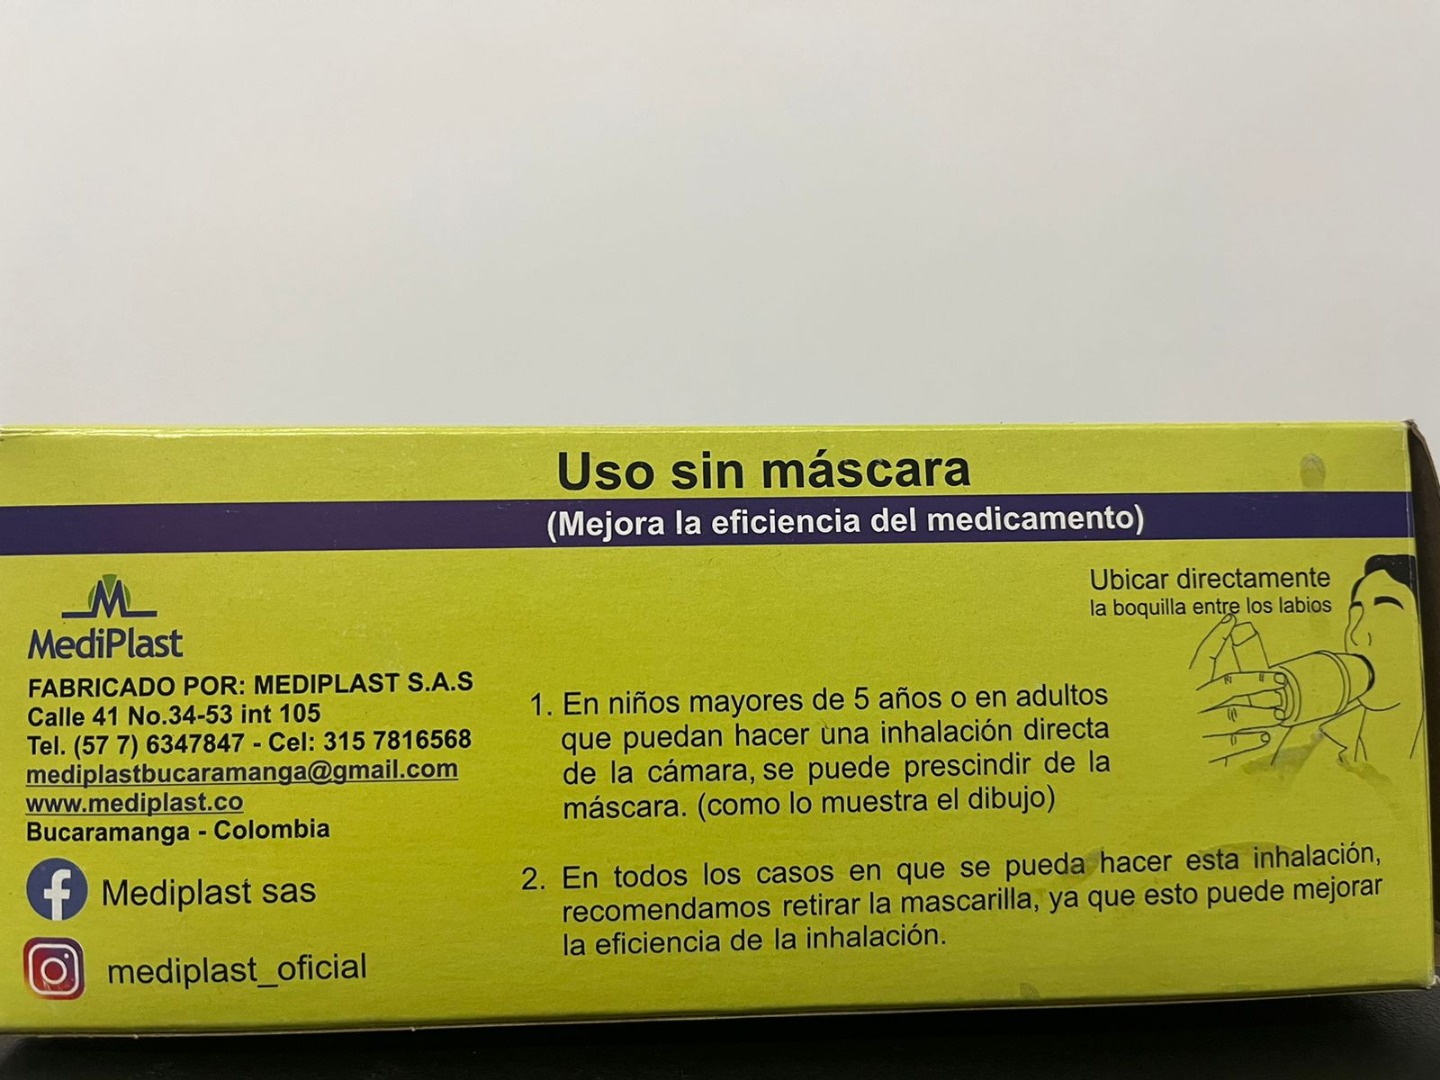 Uso sin máscara
(Mejora la eficiencia del medicamento)
MediPlast
FABRICADO POR: MEDIPLAST S.A.S
Calle 41 No.34-53 int 105
Tel. (57 7) 6347847 - Cel: 315 7816568
mediplastbucaramanga@gmail.com
www.mediplast.co
Bucaramanga - Colombia
Mediplast sas
mediplast_oficial
Ubicar directamente
la boquilla entre los labios
1. En niños mayores de 5 años o en adultos
que puedan hacer una inhalación directa
de la cámara, se puede prescindir de la
máscara. (como lo muestra el dibujo)
2. En todos los casos en que se pueda hacer esta inhalación,
recomendamos retirar la mascarilla, ya que esto puede mejorar
la eficiencia de la inhalación.